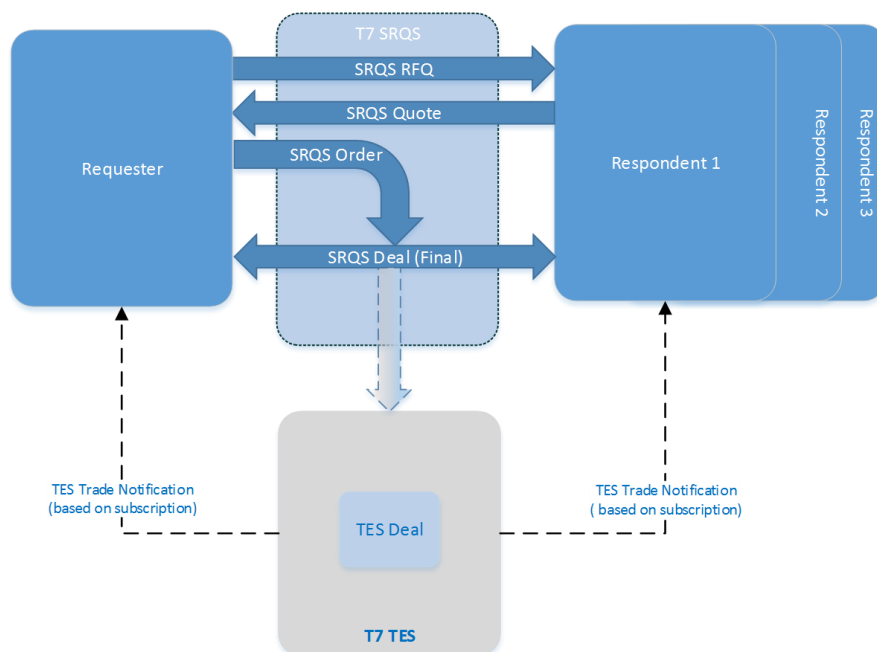 T7 SRQS
SRQS RFQ
SRQS Quote
SRQS Order
Requester
Respondent 1
Respondent 2
Respondent 3
SRQS Deal (Final)
TES Trade Notification
(based on subscription)
TES Trade Notification
( based on subscription)
TES Deal
T7 TES